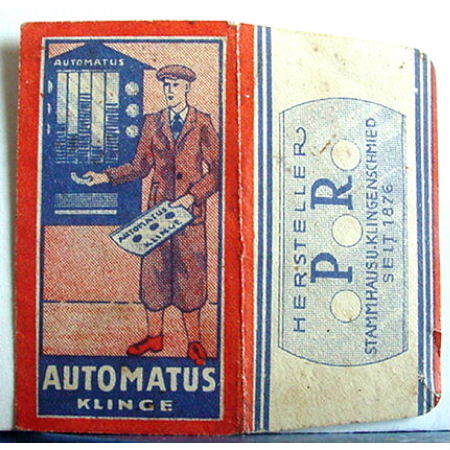 AUTOMATUS
AUTOMATUS
KLINGE
AUTOMATUS
KLINGE
HERSTELLER
P R
STAMMHAUS U. KLINGENSCHMIED
SEIT 1876